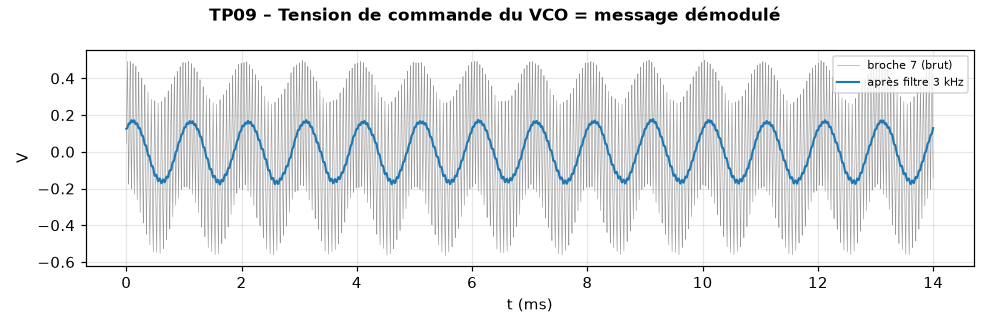 TP09 – Tension de commande du VCO = message démodulé
broche 7 (brut)
après filtre 3 kHz
V
0.4
0.2
0.0
−0.2
−0.4
−0.6
0 2 4 6 8 10 12 14
t (ms)